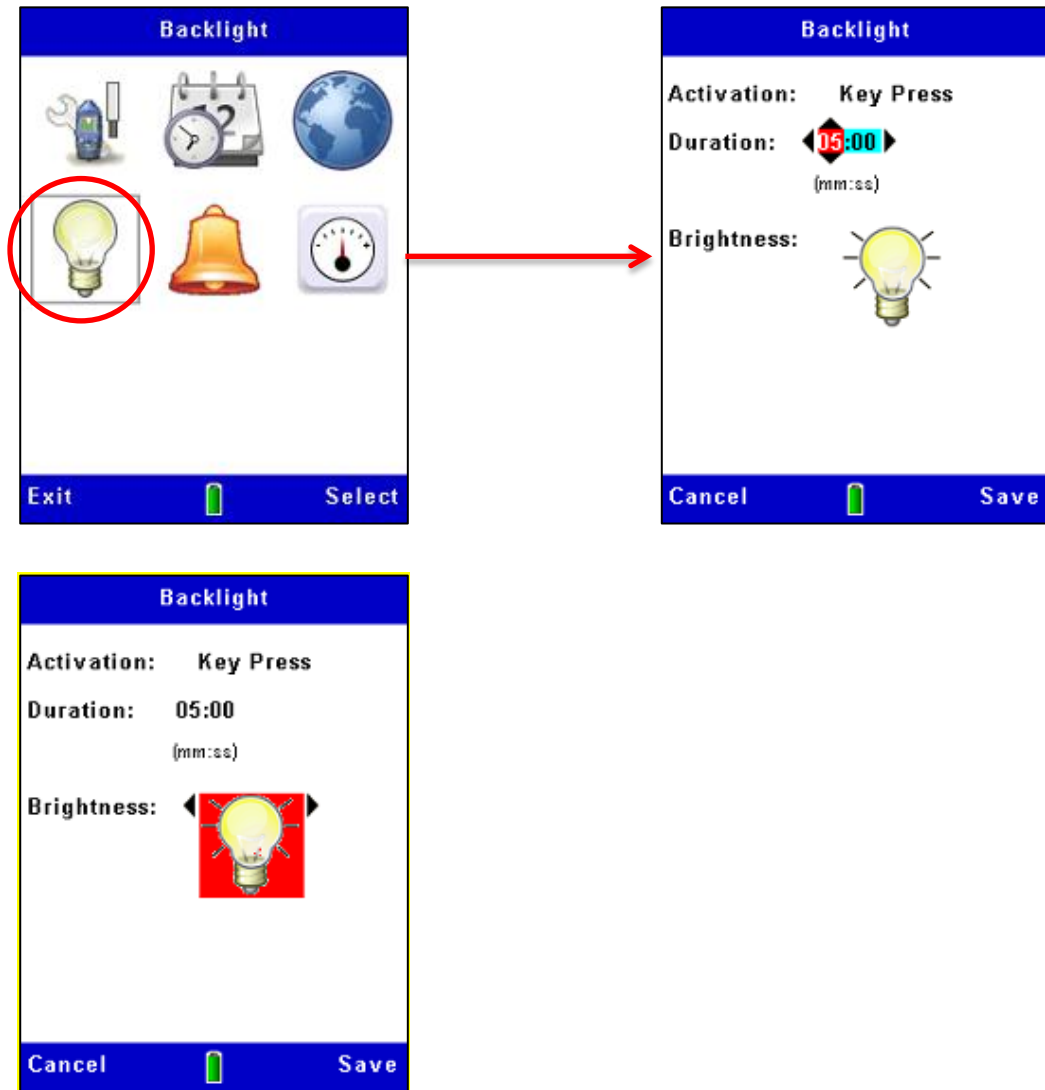 Backlight
12
Exit Select
Backlight
Activation: Key Press
Duration: 05:00
(mm:ss)
Brightness:
Cancel Save
Backlight
Activation: Key Press
Duration: 05:00
(mm:ss)
Brightness:
Cancel Save